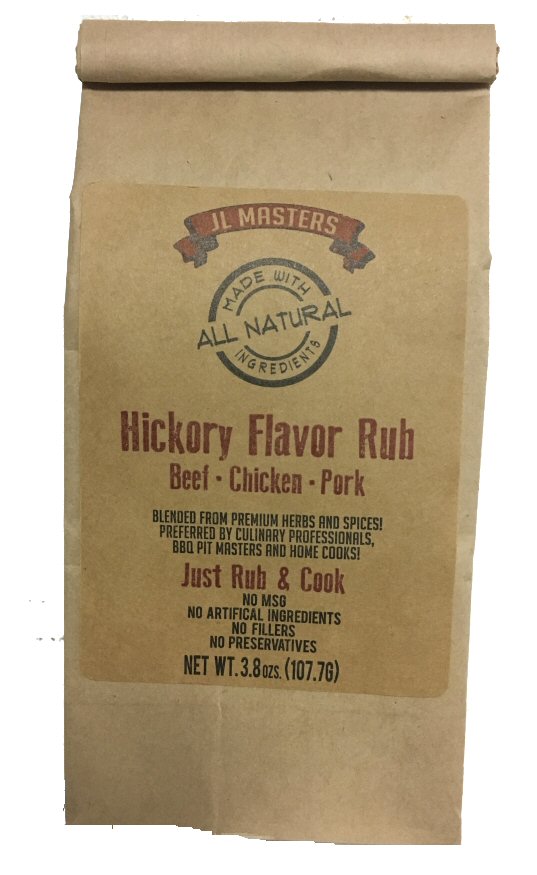 JL MASTERS
MADE WITH
ALL NATURAL
INGREDIENTS
Hickory Flavor Rub
Beef · Chicken · Pork
BLENDED FROM PREMIUM HERBS AND SPICES!
PREFERRED BY CULINARY PROFESSIONALS,
BBQ PIT MASTERS AND HOME COOKS!
Just Rub & Cook
NO MSG
NO ARTIFICAL INGREDIENTS
NO FILLERS
NO PRESERVATIVES
NET WT. 3.8 OZS. (107.7G)